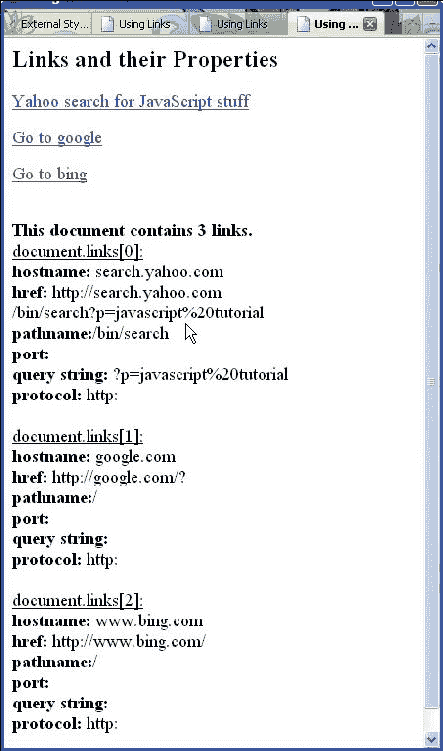 External Sty... Using Links Using Links Using ...
Links and their Properties
Yahoo search for JavaScript stuff
Go to google
Go to bing
This document contains 3 links.
document.links[0]:
hostname: search.yahoo.com
href: http://search.yahoo.com
/bin/search?p=javascript%20tutorial
pathname:/bin/search
port:
query string: ?p=javascript%20tutorial
protocol: http:
document.links[1]:
hostname: google.com
href: http://google.com/?
pathname:/
port:
query string:
protocol: http:
document.links[2]:
hostname: www.bing.com
href: http://www.bing.com/
pathname:/
port:
query string:
protocol: http: